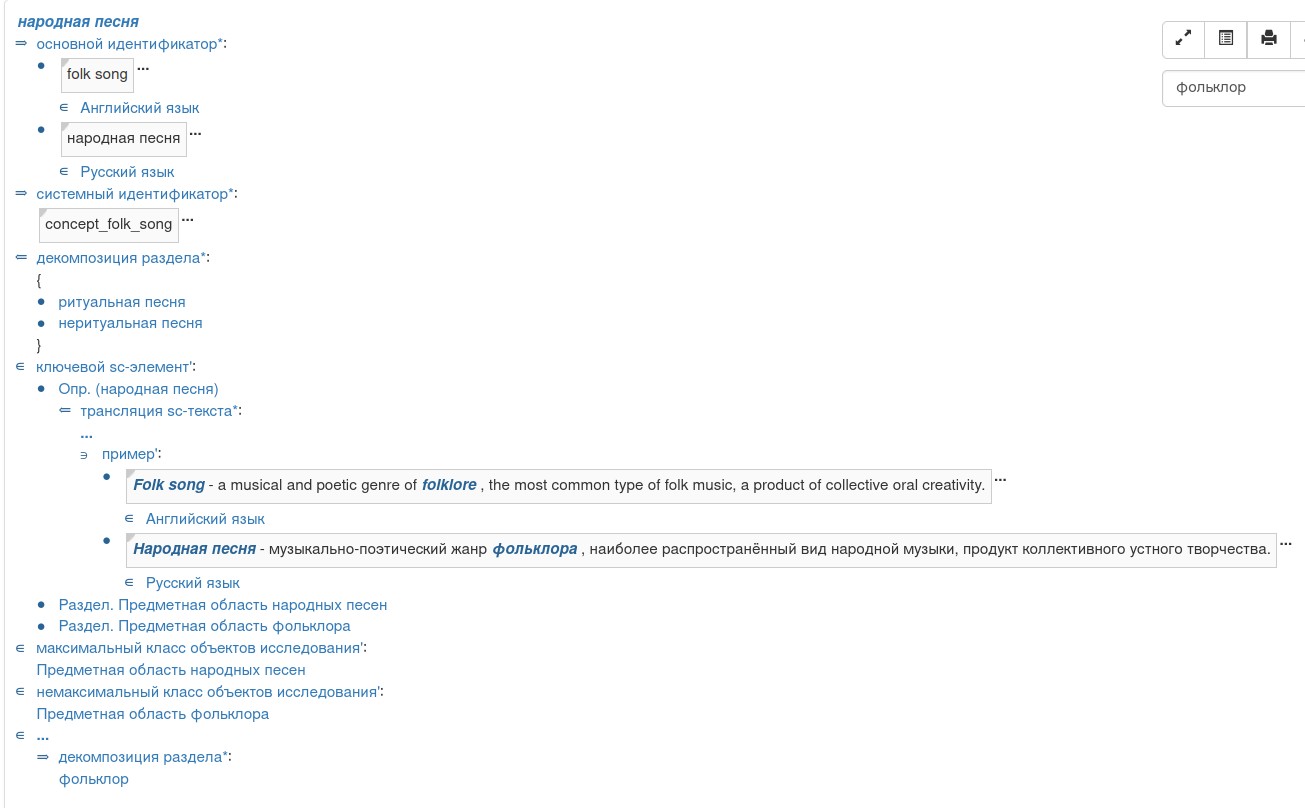 народная песня
⇒ основной идентификатор*:
• folk song ...
∈ Английский язык
• народная песня ...
∈ Русский язык
⇒ системный идентификатор*:
concept_folk_song ...
⇐ декомпозиция раздела*:
{
• ритуальная песня
• неритуальная песня
}
∈ ключевой sc-элемент':
• Опр. (народная песня)
⇐ трансляция sc-текста*:
...
∋ пример':
• Folk song - a musical and poetic genre of folklore , the most common type of folk music, a product of collective oral creativity. ...
∈ Английский язык
• Народная песня - музыкально-поэтический жанр фольклора , наиболее распространённый вид народной музыки, продукт коллективного устного творчества. ...
∈ Русский язык
• Раздел. Предметная область народных песен
• Раздел. Предметная область фольклора
∈ максимальный класс объектов исследования':
Предметная область народных песен
∈ немаксимальный класс объектов исследования':
Предметная область фольклора
∈ ...
⇒ декомпозиция раздела*:
фольклор
фольклор